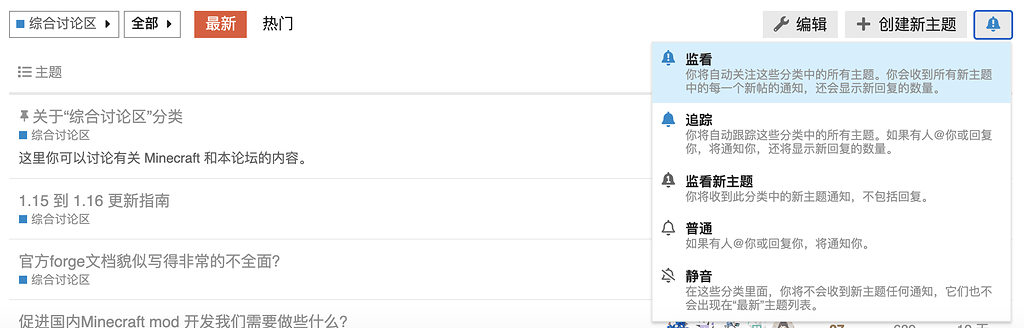 综合讨论区 全部 最新 热门 编辑 创建新主题
主题
关于“综合讨论区”分类
综合讨论区
这里你可以讨论有关 Minecraft 和本论坛的内容。
1.15 到 1.16 更新指南
综合讨论区
官方forge文档貌似写得非常的不全面?
综合讨论区
促进国内Minecraft mod 开发我们需要做些什么?
监看
你将自动关注这些分类中的所有主题。你会收到所有新主题
中的每一个新帖的通知，还会显示新回复的数量。
追踪
你将自动跟踪这些分类中的所有主题。如果有人@你或回复
你，将通知你，还将显示新回复的数量。
监看新主题
你将收到此分类中的新主题通知，不包括回复。
普通
如果有人@你或回复你，将通知你。
静音
在这些分类里面，你将不会收到新主题任何通知，它们也不
会出现在“最新”主题列表。